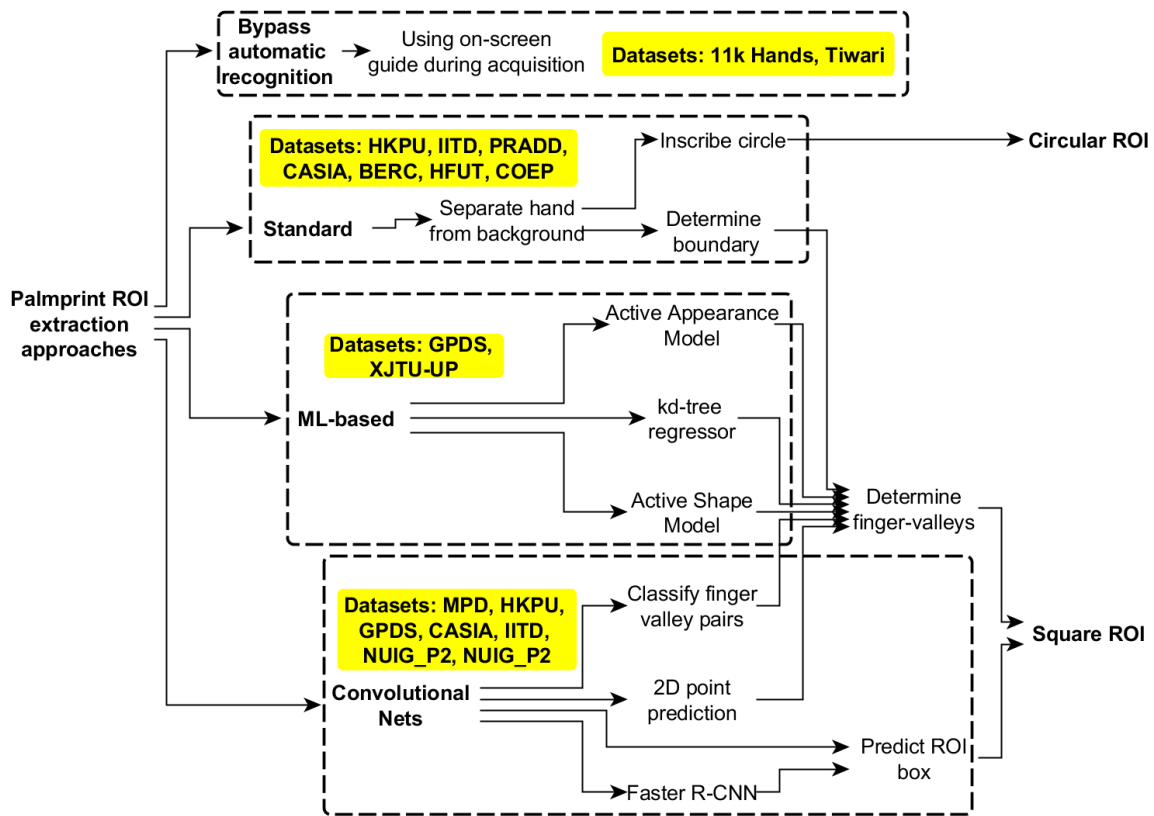 Bypass
automatic
recognition
Using on-screen
guide during acquisition
Datasets: 11k Hands, Tiwari
Datasets: HKPU, IITD, PRADD,
CASIA, BERC, HFUT, COEP
Inscribe circle
Circular ROI
Standard
Separate hand
from background
Determine
boundary
Palmprint ROI
extraction
approaches
Datasets: GPDS,
XJTU-UP
Active Appearance
Model
ML-based
kd-tree
regressor
Active Shape
Model
Determine
finger-valleys
Datasets: MPD, HKPU,
GPDS, CASIA, IITD,
NUIG_P2, NUIG_P2
Classify finger
valley pairs
Square ROI
Convolutional
Nets
2D point
prediction
Predict ROI
box
Faster R-CNN